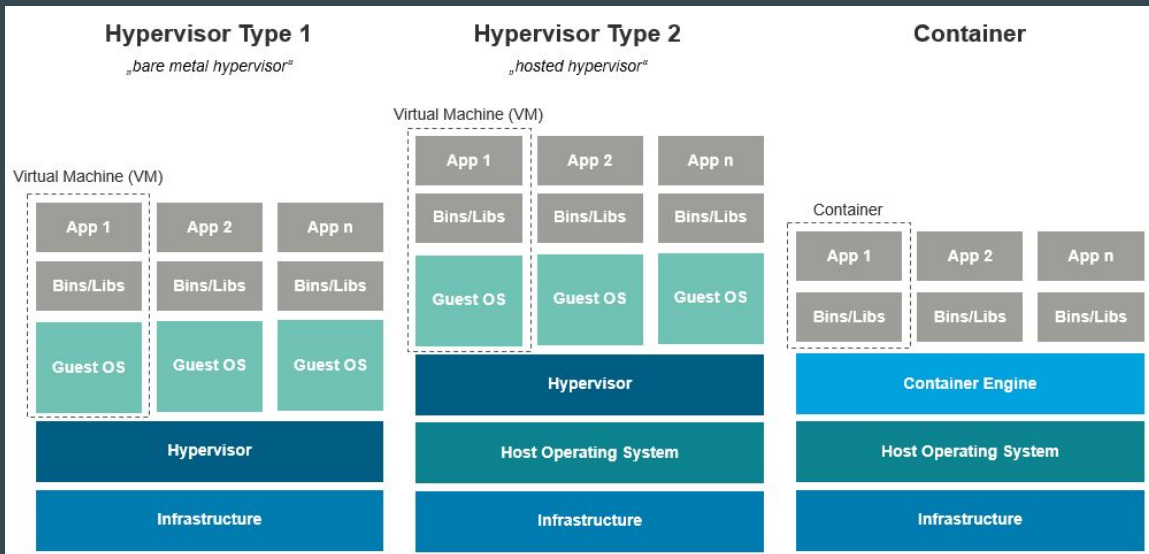 Hypervisor Type 1
„bare metal hypervisor“
Virtual Machine (VM)
App 1
App 2
App n
Bins/Libs
Bins/Libs
Bins/Libs
Guest OS
Guest OS
Guest OS
Hypervisor
Infrastructure
Hypervisor Type 2
„hosted hypervisor“
Virtual Machine (VM)
App 1
App 2
App n
Bins/Libs
Bins/Libs
Bins/Libs
Guest OS
Guest OS
Guest OS
Hypervisor
Host Operating System
Infrastructure
Container
Container
App 1
App 2
App n
Bins/Libs
Bins/Libs
Bins/Libs
Container Engine
Host Operating System
Infrastructure